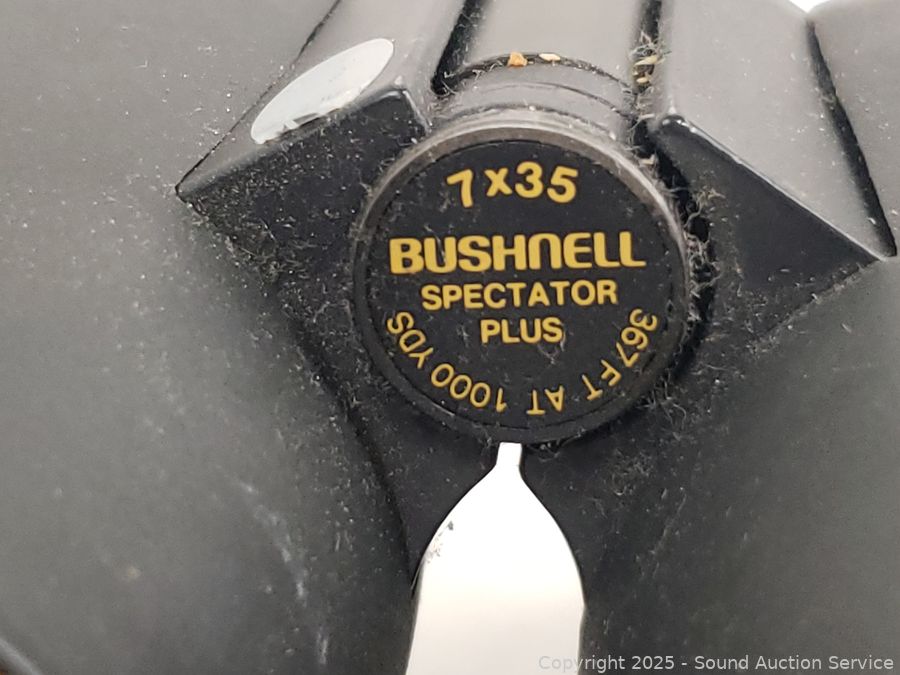 7x35
BUSHNELL
SPECTATOR
PLUS
367 FT AT 1000 YDS
Copyright 2025 - Sound Auction Service